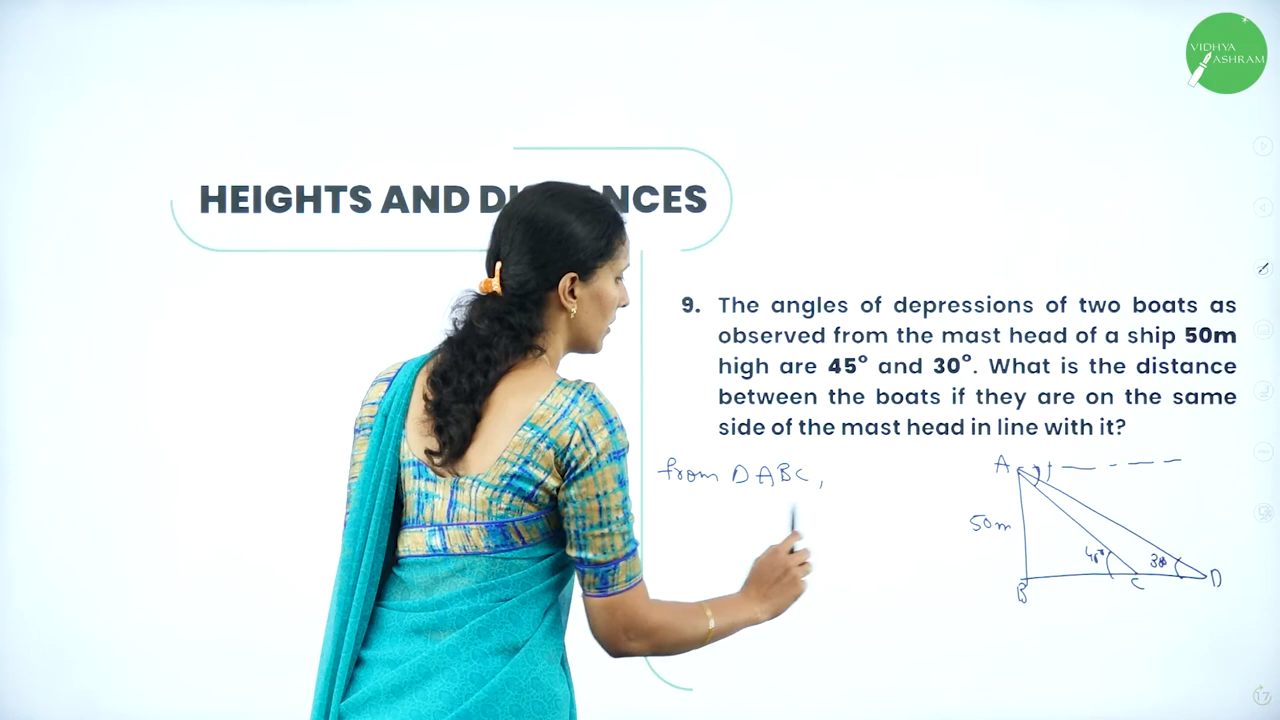 VIDHYA
ASHRAM
HEIGHTS AND DI NCES
9. The angles of depressions of two boats as
observed from the mast head of a ship 50m
high are 45° and 30°. What is the distance
between the boats if they are on the same
side of the mast head in line with it?
from D ABC,
A
50m
45°
30°
B
C
D
17